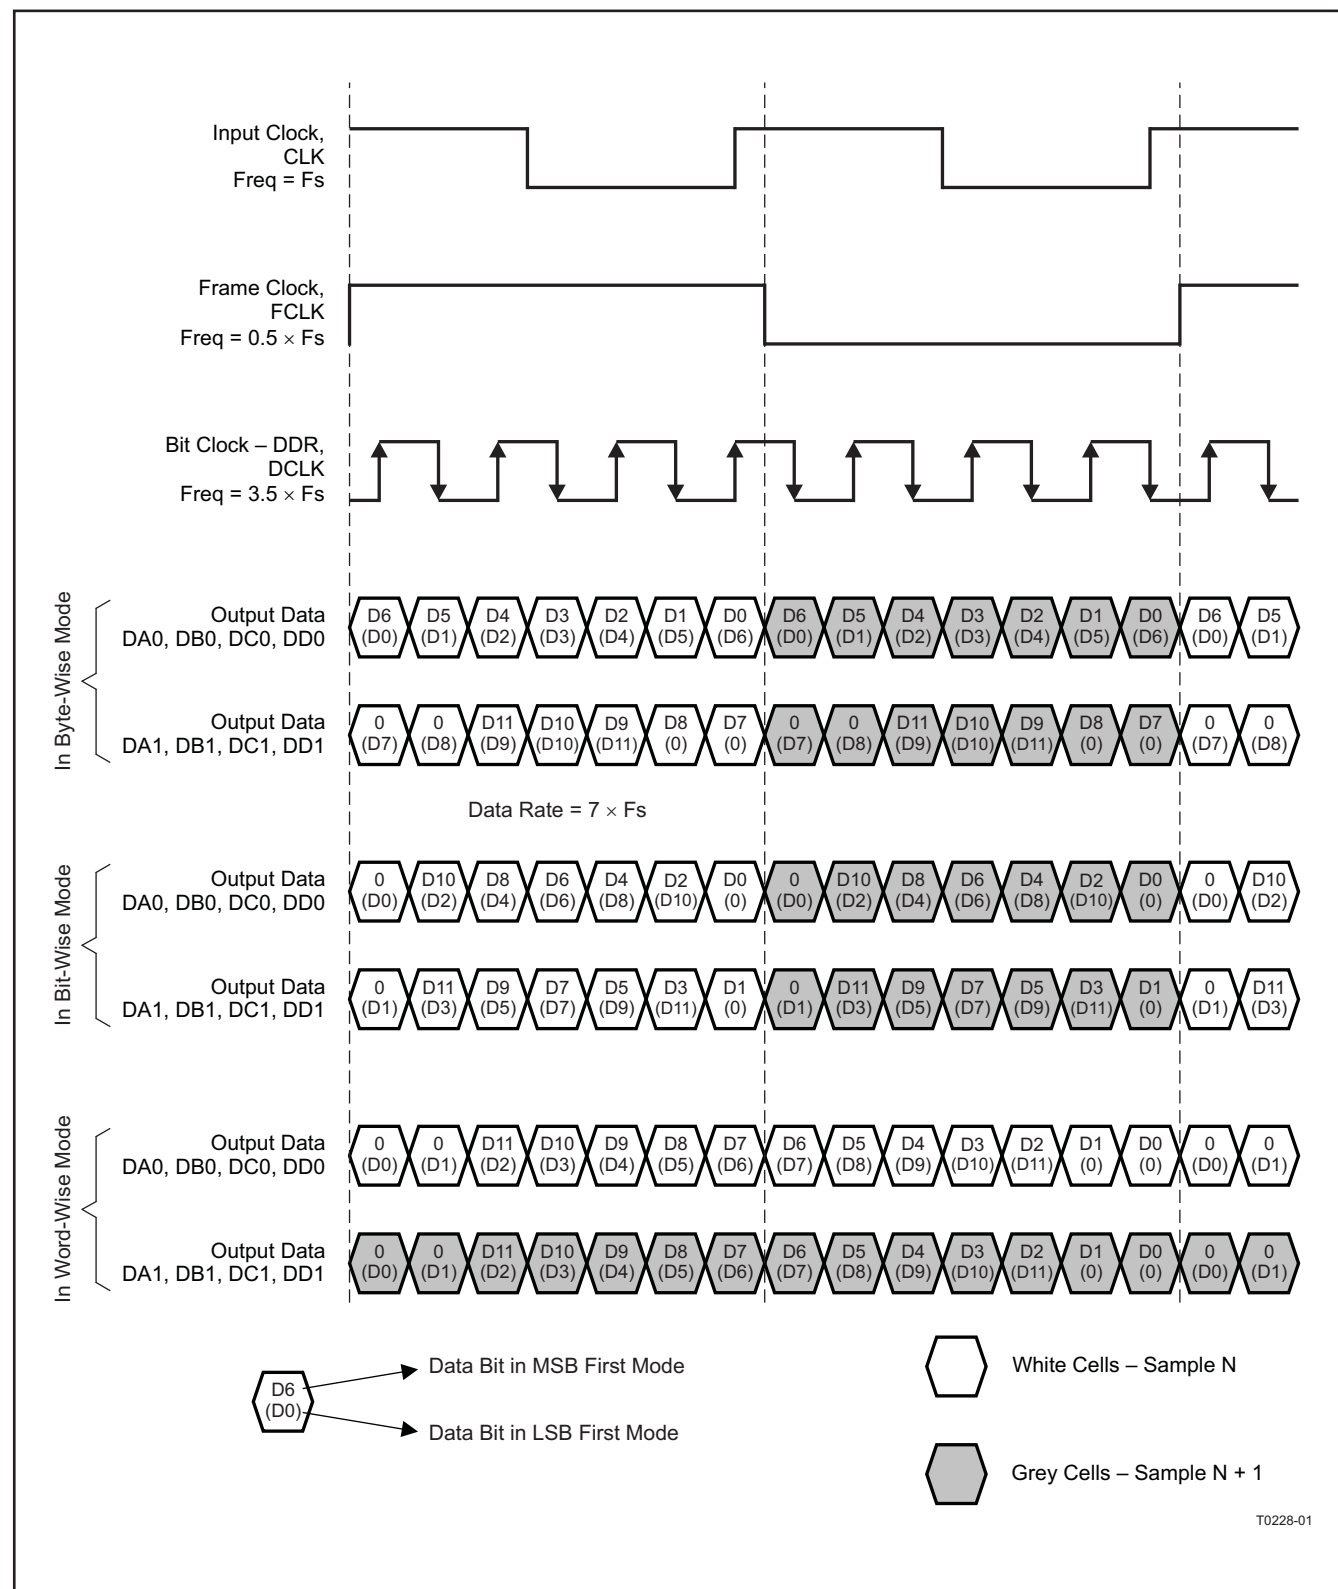 Input Clock,
CLK
Freq = Fs
Frame Clock,
FCLK
Freq = 0.5 × Fs
Bit Clock – DDR,
DCLK
Freq = 3.5 × Fs
In Byte-Wise Mode
Output Data
DA0, DB0, DC0, DD0
D6 D5 D4 D3 D2 D1 D0 D6 D5 D4 D3 D2 D1 D0 D6 D5
(D0) (D1) (D2) (D3) (D4) (D5) (D6) (D0) (D1) (D2) (D3) (D4) (D5) (D6) (D0) (D1)
Output Data
DA1, DB1, DC1, DD1
0 0 D11 D10 D9 D8 D7 0 0 D11 D10 D9 D8 D7 0 0
(D7) (D8) (D9) (D10) (D11) (0) (0) (D7) (D8) (D9) (D10) (D11) (0) (0) (D7) (D8)
Data Rate = 7 × Fs
In Bit-Wise Mode
Output Data
DA0, DB0, DC0, DD0
0 D10 D8 D6 D4 D2 D0 0 D10 D8 D6 D4 D2 D0 0 D10
(D0) (D2) (D4) (D6) (D8) (D10) (0) (D0) (D2) (D4) (D6) (D8) (D10) (0) (D0) (D2)
Output Data
DA1, DB1, DC1, DD1
0 D11 D9 D7 D5 D3 D1 0 D11 D9 D7 D5 D3 D1 0 D11
(D1) (D3) (D5) (D7) (D9) (D11) (0) (D1) (D3) (D5) (D7) (D9) (D11) (0) (D1) (D3)
In Word-Wise Mode
Output Data
DA0, DB0, DC0, DD0
0 0 D11 D10 D9 D8 D7 D6 D5 D4 D3 D2 D1 D0 0 0
(D0) (D1) (D2) (D3) (D4) (D5) (D6) (D7) (D8) (D9) (D10) (D11) (0) (0) (D0) (D1)
Output Data
DA1, DB1, DC1, DD1
0 0 D11 D10 D9 D8 D7 D6 D5 D4 D3 D2 D1 D0 0 0
(D0) (D1) (D2) (D3) (D4) (D5) (D6) (D7) (D8) (D9) (D10) (D11) (0) (0) (D0) (D1)
D6
(D0)
Data Bit in MSB First Mode
Data Bit in LSB First Mode
White Cells – Sample N
Grey Cells – Sample N + 1
T0228-01